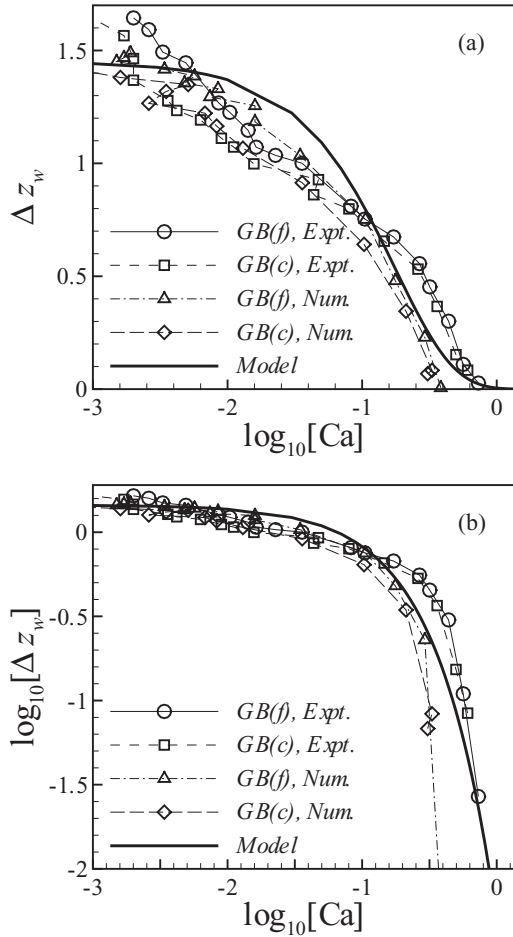 (a)
1.5
1
0.5
0
Δ z_w
GB(f), Expt.
GB(c), Expt.
GB(f), Num.
GB(c), Num.
Model
-3 -2 -1 0
log₁₀[Ca]
(b)
0.0
-0.5
-1.0
-1.5
-2
log₁₀[Δ z_w]
GB(f), Expt.
GB(c), Expt.
GB(f), Num.
GB(c), Num.
Model
-3 -2 -1 0
log₁₀[Ca]